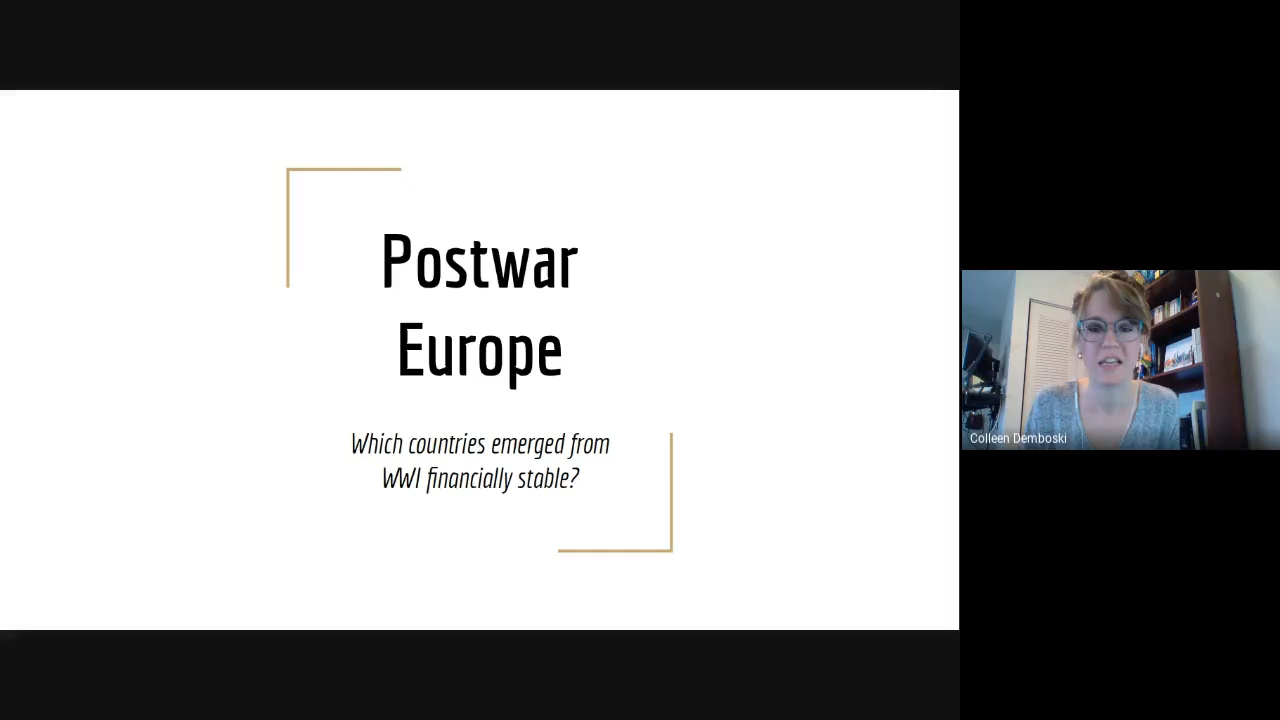 Postwar
Europe
Which countries emerged from
WWI financially stable?
Colleen Demboski